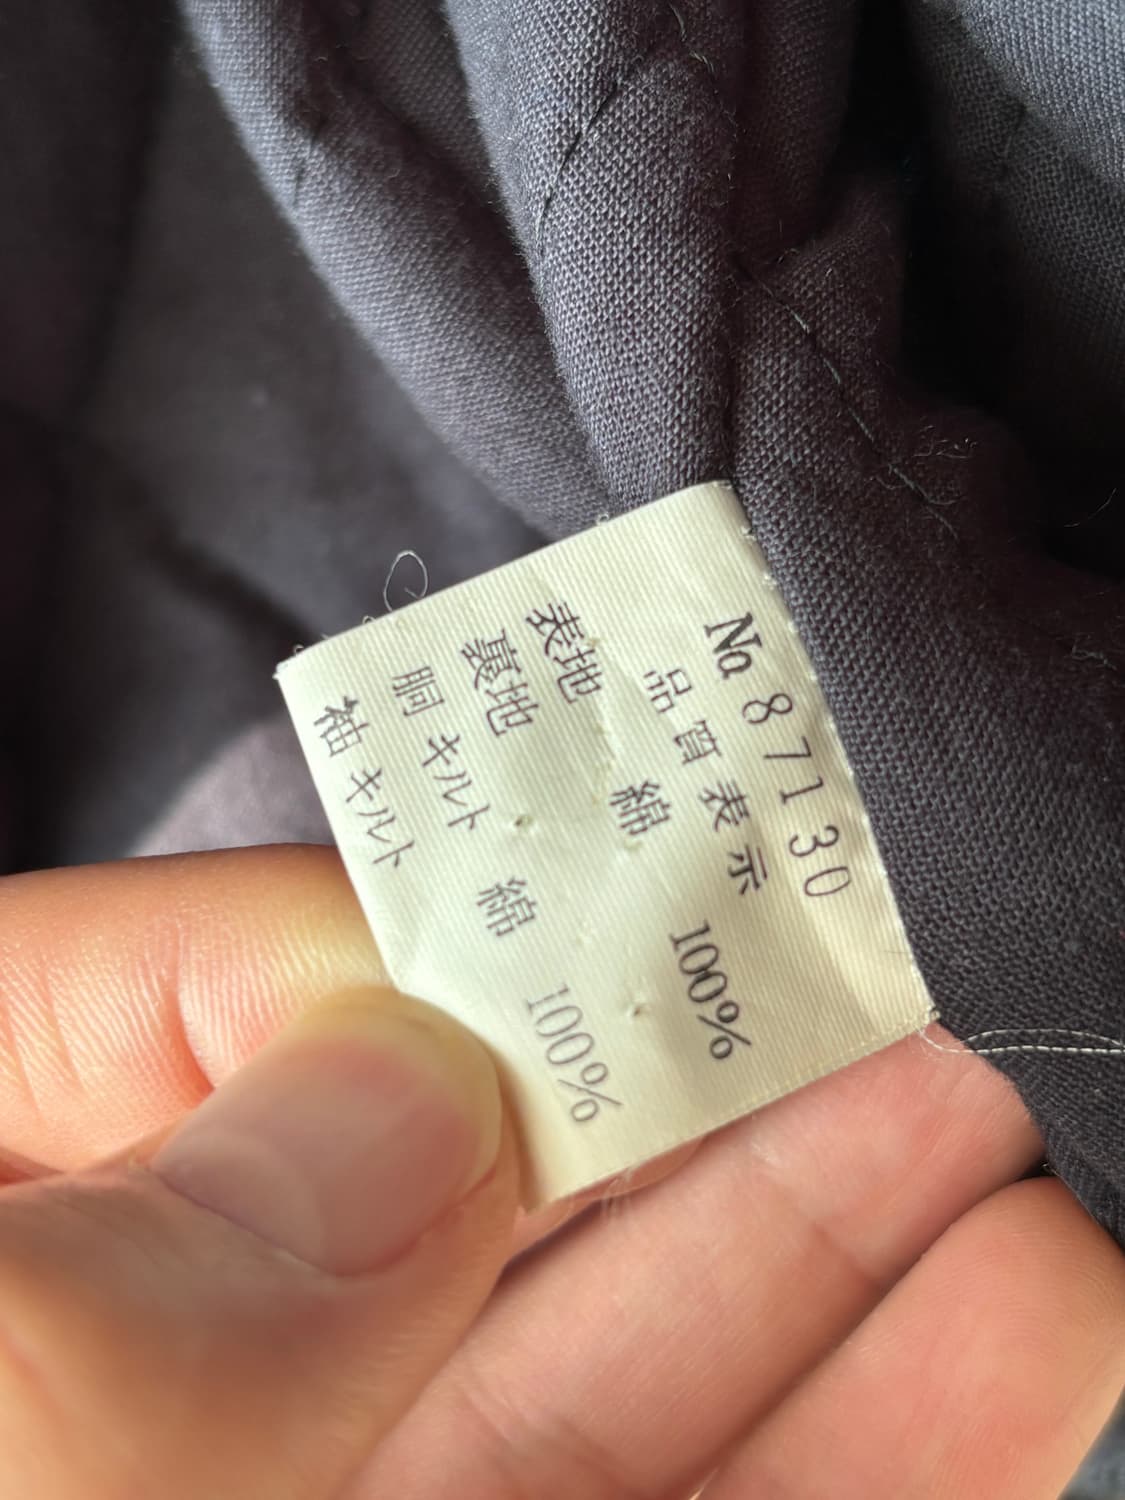 № 871130
品質表示
表地 綿 100%
裏地
胴 キルト 綿 100%
袖 キルト